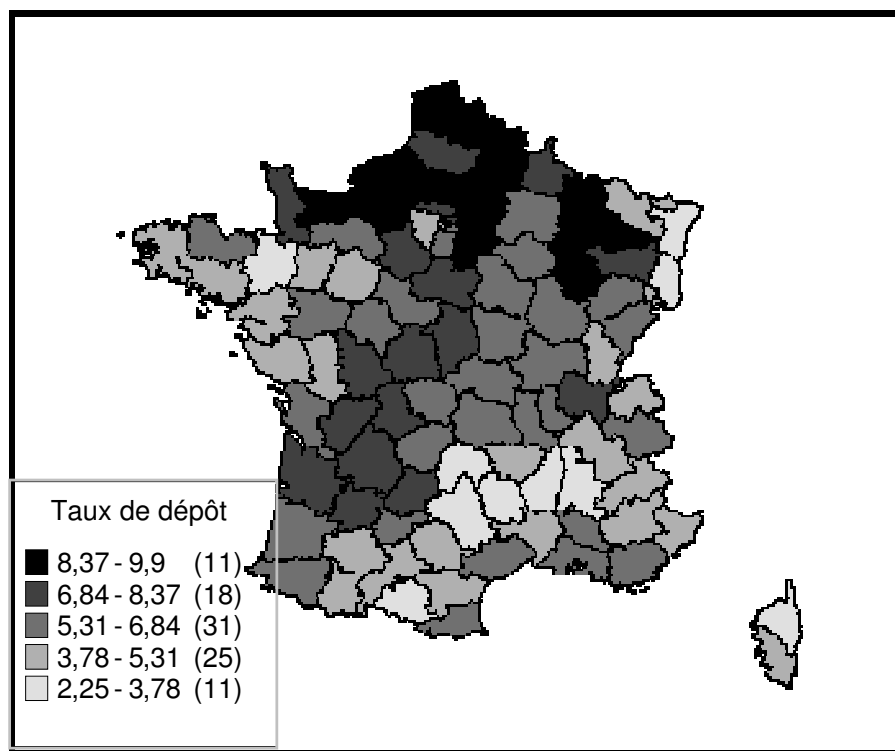 Taux de dépôt
8,37 - 9,9 (11)
6,84 - 8,37 (18)
5,31 - 6,84 (31)
3,78 - 5,31 (25)
2,25 - 3,78 (11)